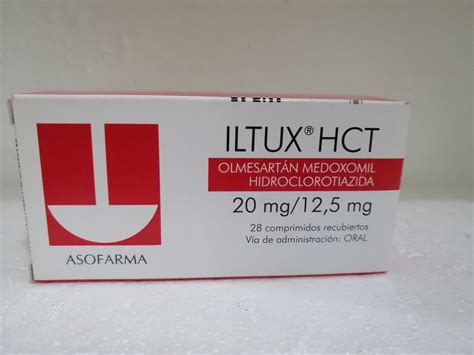 ILTUX® HCT
OLMESARTÁN MEDOXOMIL
HIDROCLOROTIAZIDA
20 mg/12,5 mg
28 comprimidos recubiertos
Vía de administración: ORAL
ASOFARMA